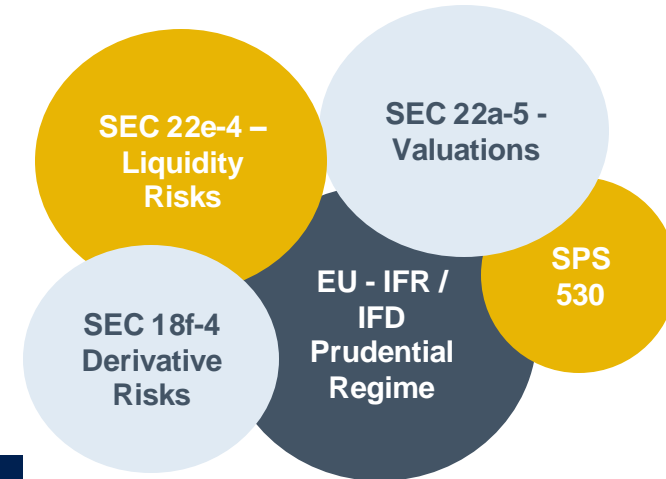 SEC 22e-4 –
Liquidity
Risks
SEC 22a-5 -
Valuations
SPS
530
EU - IFR /
IFD
Prudential
Regime
SEC 18f-4
Derivative
Risks